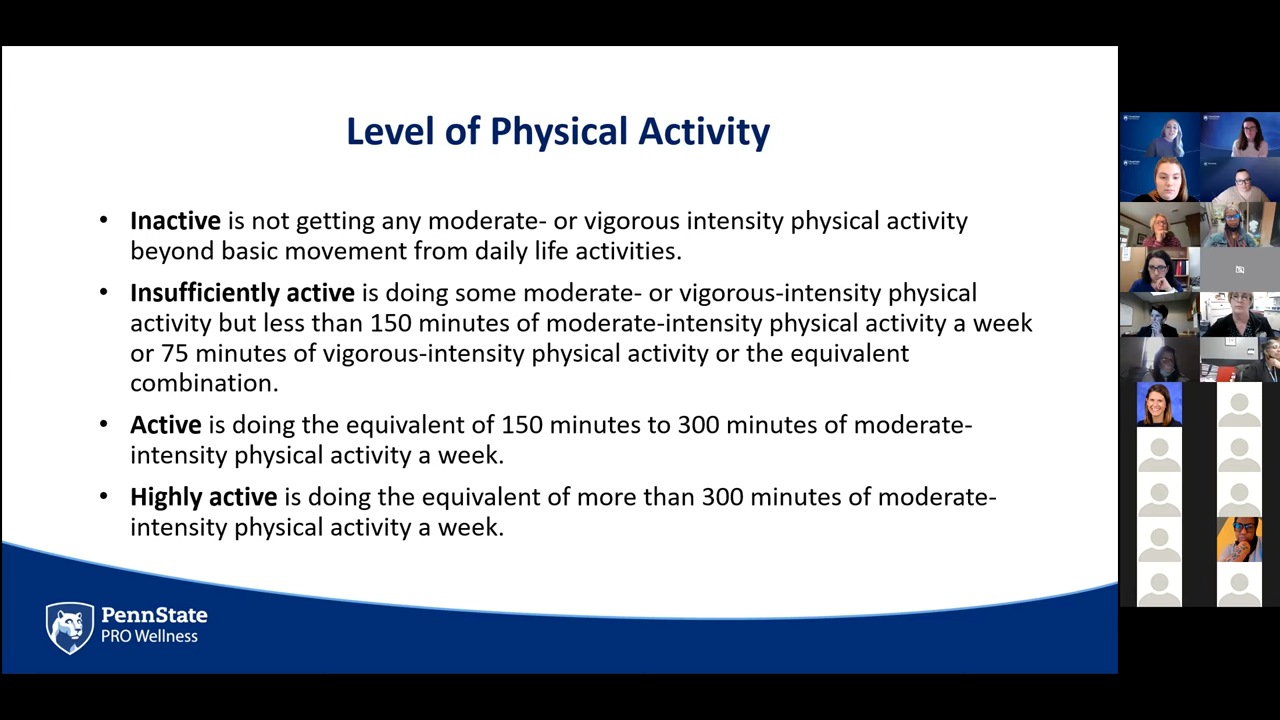 Level of Physical Activity
• Inactive is not getting any moderate- or vigorous intensity physical activity
beyond basic movement from daily life activities.
• Insufficiently active is doing some moderate- or vigorous-intensity physical
activity but less than 150 minutes of moderate-intensity physical activity a week
or 75 minutes of vigorous-intensity physical activity or the equivalent
combination.
• Active is doing the equivalent of 150 minutes to 300 minutes of moderate-
intensity physical activity a week.
• Highly active is doing the equivalent of more than 300 minutes of moderate-
intensity physical activity a week.
PennState
PRO Wellness